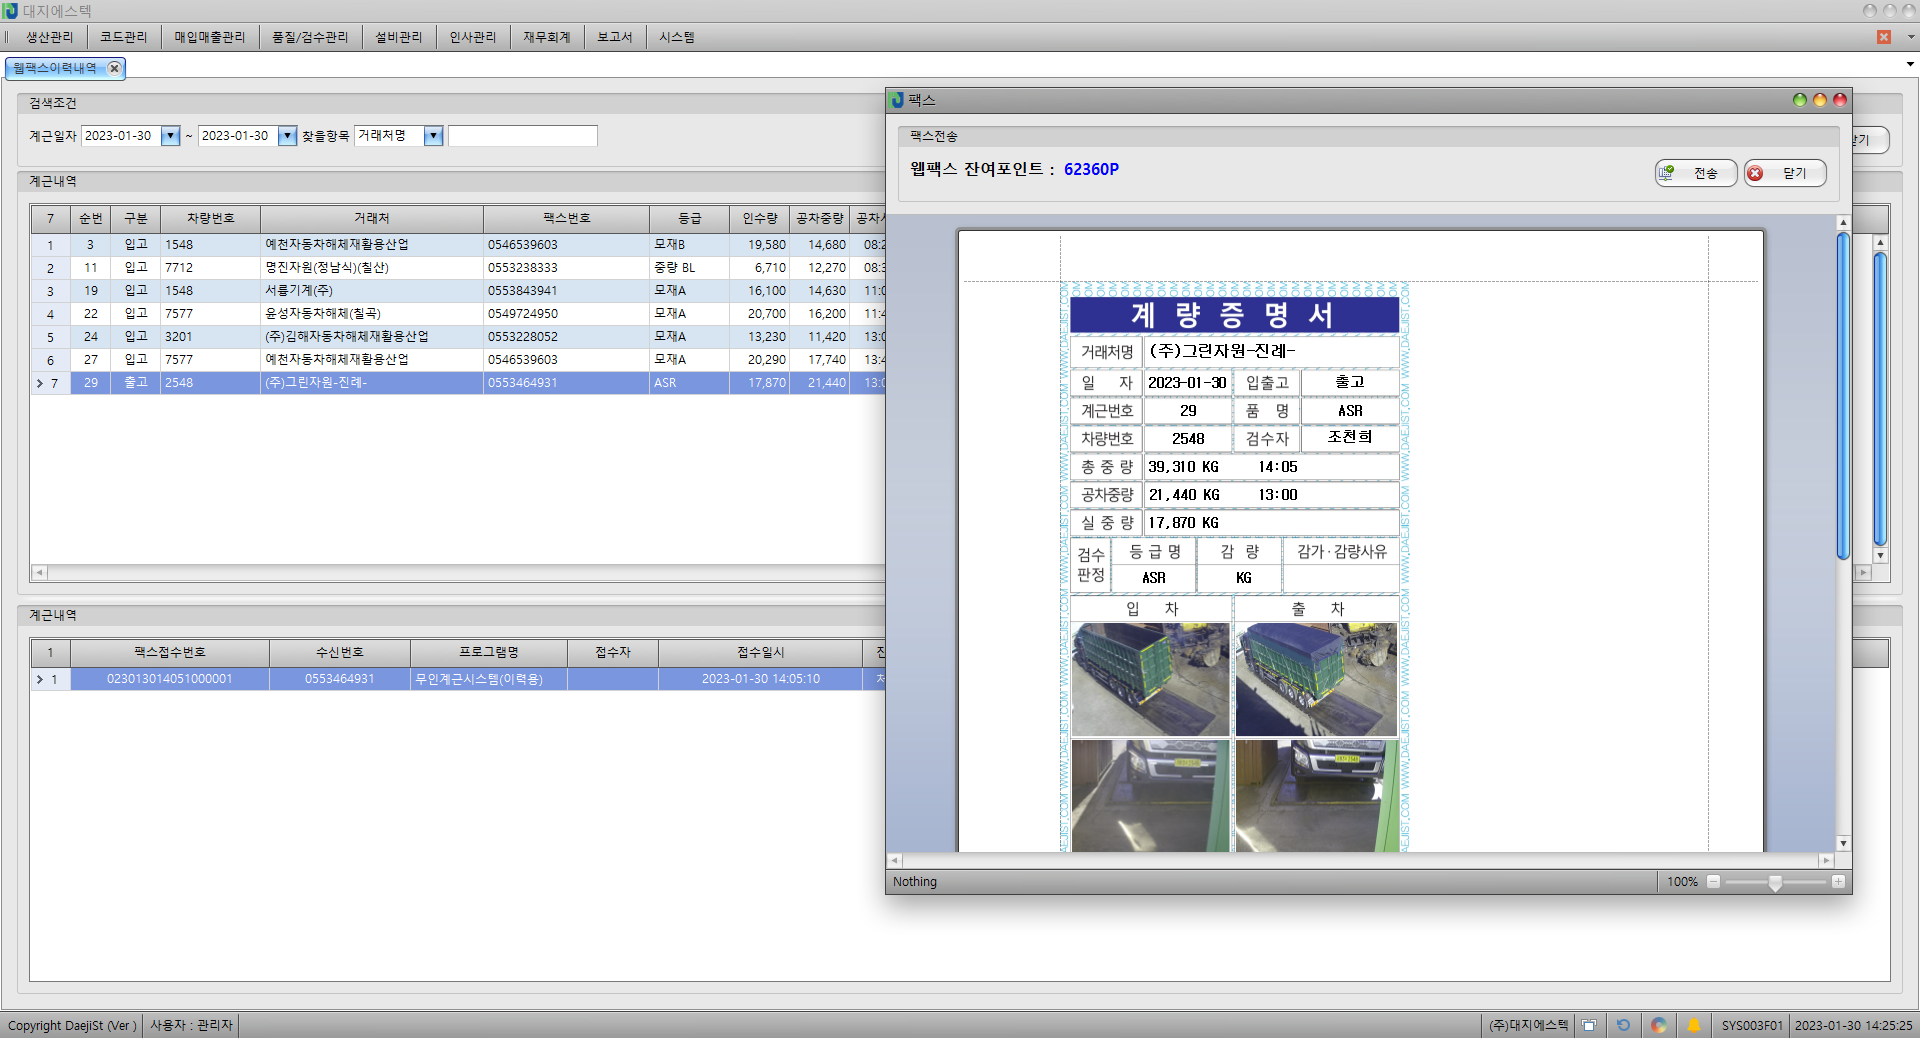 대지에스텍
생산관리 코드관리 매입매출관리 품질/검수관리 설비관리 인사관리 재무회계 보고서 시스템
웹팩스이력내역
검색조건
계근일자 2023-01-30 ~ 2023-01-30 찾을항목 거래처명
계근내역
7 순번 구분 차량번호 거래처 팩스번호 등급 인수량 공차중량
1 3 입고 1548 예천자동차해체재활용산업 0546539603 모재B 19,580 14,680
2 11 입고 7712 명진자원(정남식)(칠산) 0553238333 중량 BL 6,710 12,270
3 19 입고 1548 서륭기계(주) 0553843941 모재A 16,100 14,630
4 22 입고 7577 윤성자동차해체(칠곡) 0549724950 모재A 20,700 16,200
5 24 입고 3201 (주)김해자동차해체재활용산업 0553228052 모재A 13,230 11,420
6 27 입고 7577 예천자동차해체재활용산업 0546539603 모재A 20,290 17,740
7 29 출고 2548 (주)그린자원-진례- 0553464931 ASR 17,870 21,440
계근내역
1 팩스접수번호 수신번호 프로그램명 접수자 접수일시
1 023013014051000001 0553464931 무인계근시스템(이력용) 2023-01-30 14:05:10
팩스
팩스전송
웹팩스 잔여포인트 : 62360P
전송 닫기
계량증명서
거래처명 (주)그린자원-진례-
일 자 2023-01-30 입출고 출고
계근번호 29 품 명 ASR
차량번호 2548 검수자 조천희
총 중 량 39,310 KG 14:05
공차중량 21,440 KG 13:00
실 중 량 17,870 KG
검수판정 등 급 명 감 량 감가·감량사유
ASR KG
입 차 출 차
WWW.DAEJIST.COM
Nothing 100%
Copyright DaejiSt (Ver ) 사용자 : 관리자 (주)대지에스텍 SYS003F01 2023-01-30 14:25:25